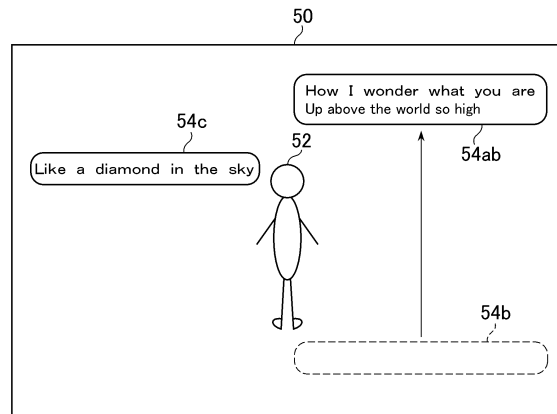 50
How I wonder what you are
Up above the world so high
54ab
54c
Like a diamond in the sky
52
54b